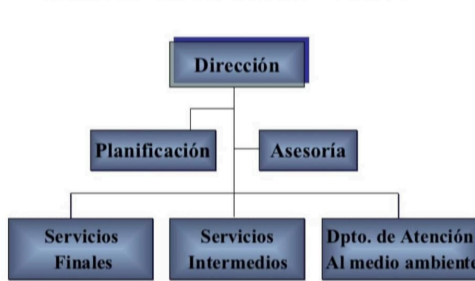 Dirección
Planificación
Asesoría
Servicios
Finales
Servicios
Intermedios
Dpto. de Atención
Al medio ambiente